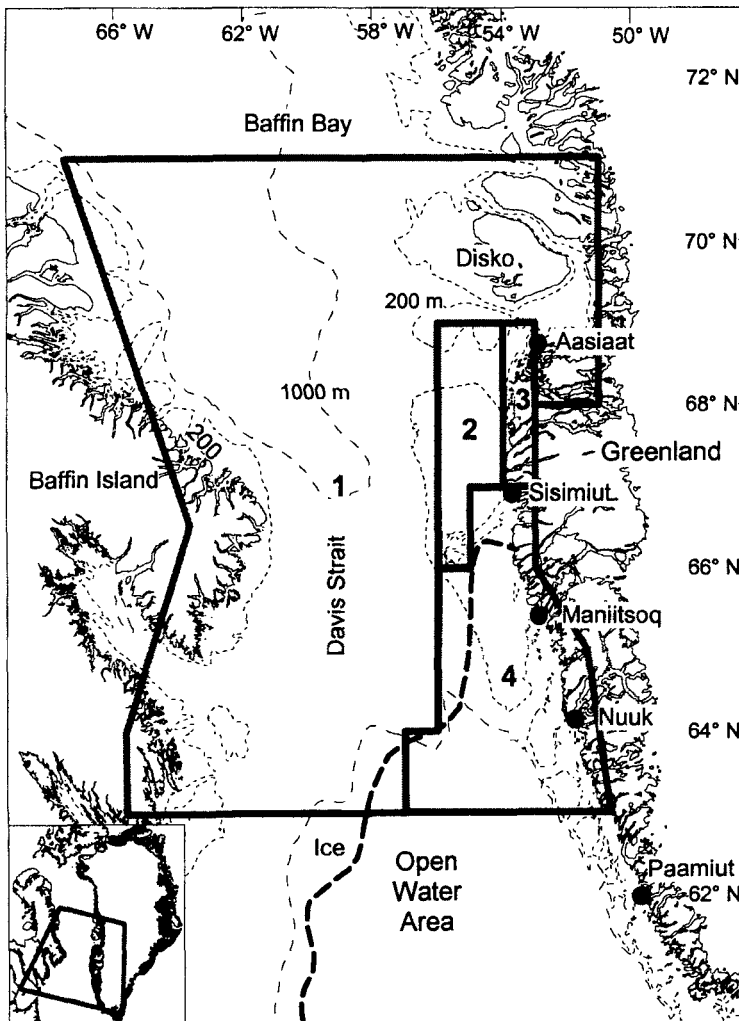 66° W 62° W 58° W 54° W 50° W
72° N
Baffin Bay
70° N
Disko
200 m
Aasiaat
1000 m
68° N
3
2
200
Greenland
Baffin Island
1
Sisimiut
66° N
Davis Strait
Maniitsoq
4
Nuuk
64° N
Ice
Open
Water
Area
Paamiut
62° N